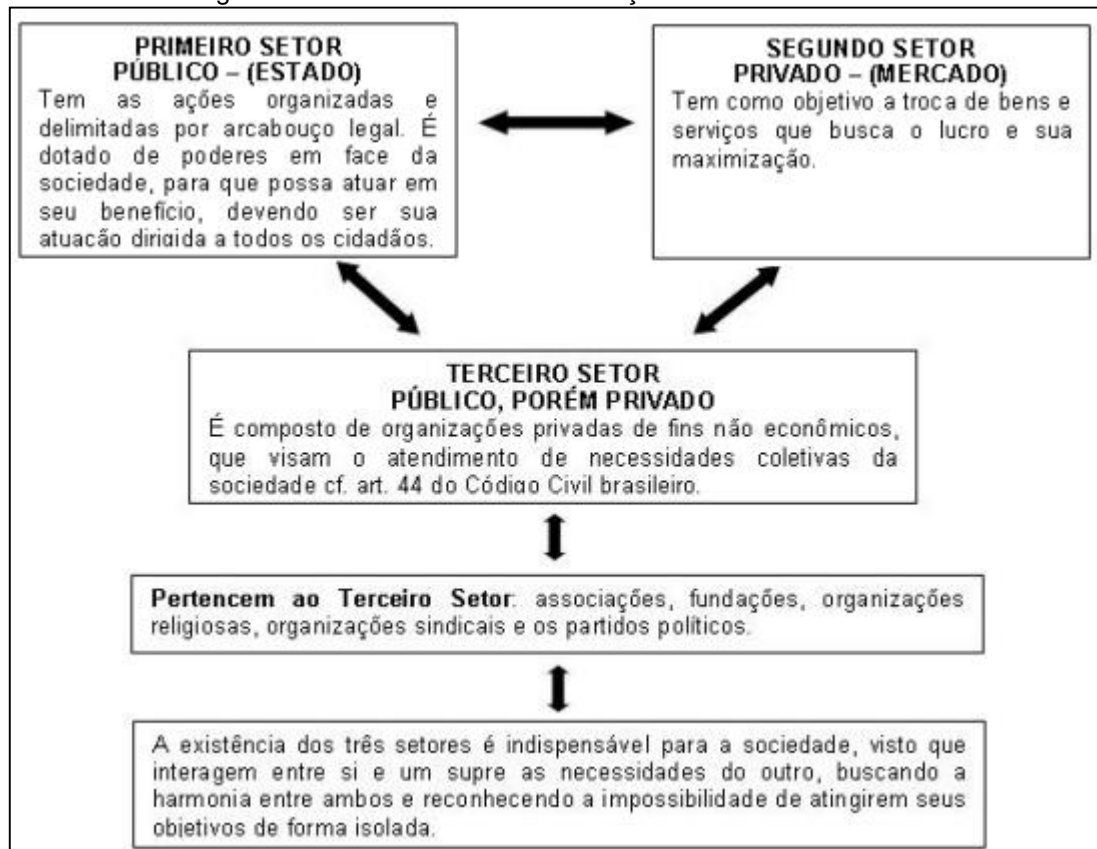 PRIMEIRO SETOR
PÚBLICO – (ESTADO)
Tem as ações organizadas e
delimitadas por arcabouço legal. É
dotado de poderes em face da
sociedade, para que possa atuar em
seu benefício, devendo ser sua
atuação dirigida a todos os cidadãos.
SEGUNDO SETOR
PRIVADO – (MERCADO)
Tem como objetivo a troca de bens e
serviços que busca o lucro e sua
maximização.
TERCEIRO SETOR
PÚBLICO, PORÉM PRIVADO
É composto de organizações privadas de fins não econômicos,
que visam o atendimento de necessidades coletivas da
sociedade cf. art. 44 do Código Civil brasileiro.
Pertencem ao Terceiro Setor: associações, fundações, organizações
religiosas, organizações sindicais e os partidos políticos.
A existência dos três setores é indispensável para a sociedade, visto que
interagem entre si e um supre as necessidades do outro, buscando a
harmonia entre ambos e reconhecendo a impossibilidade de atingirem seus
objetivos de forma isolada.